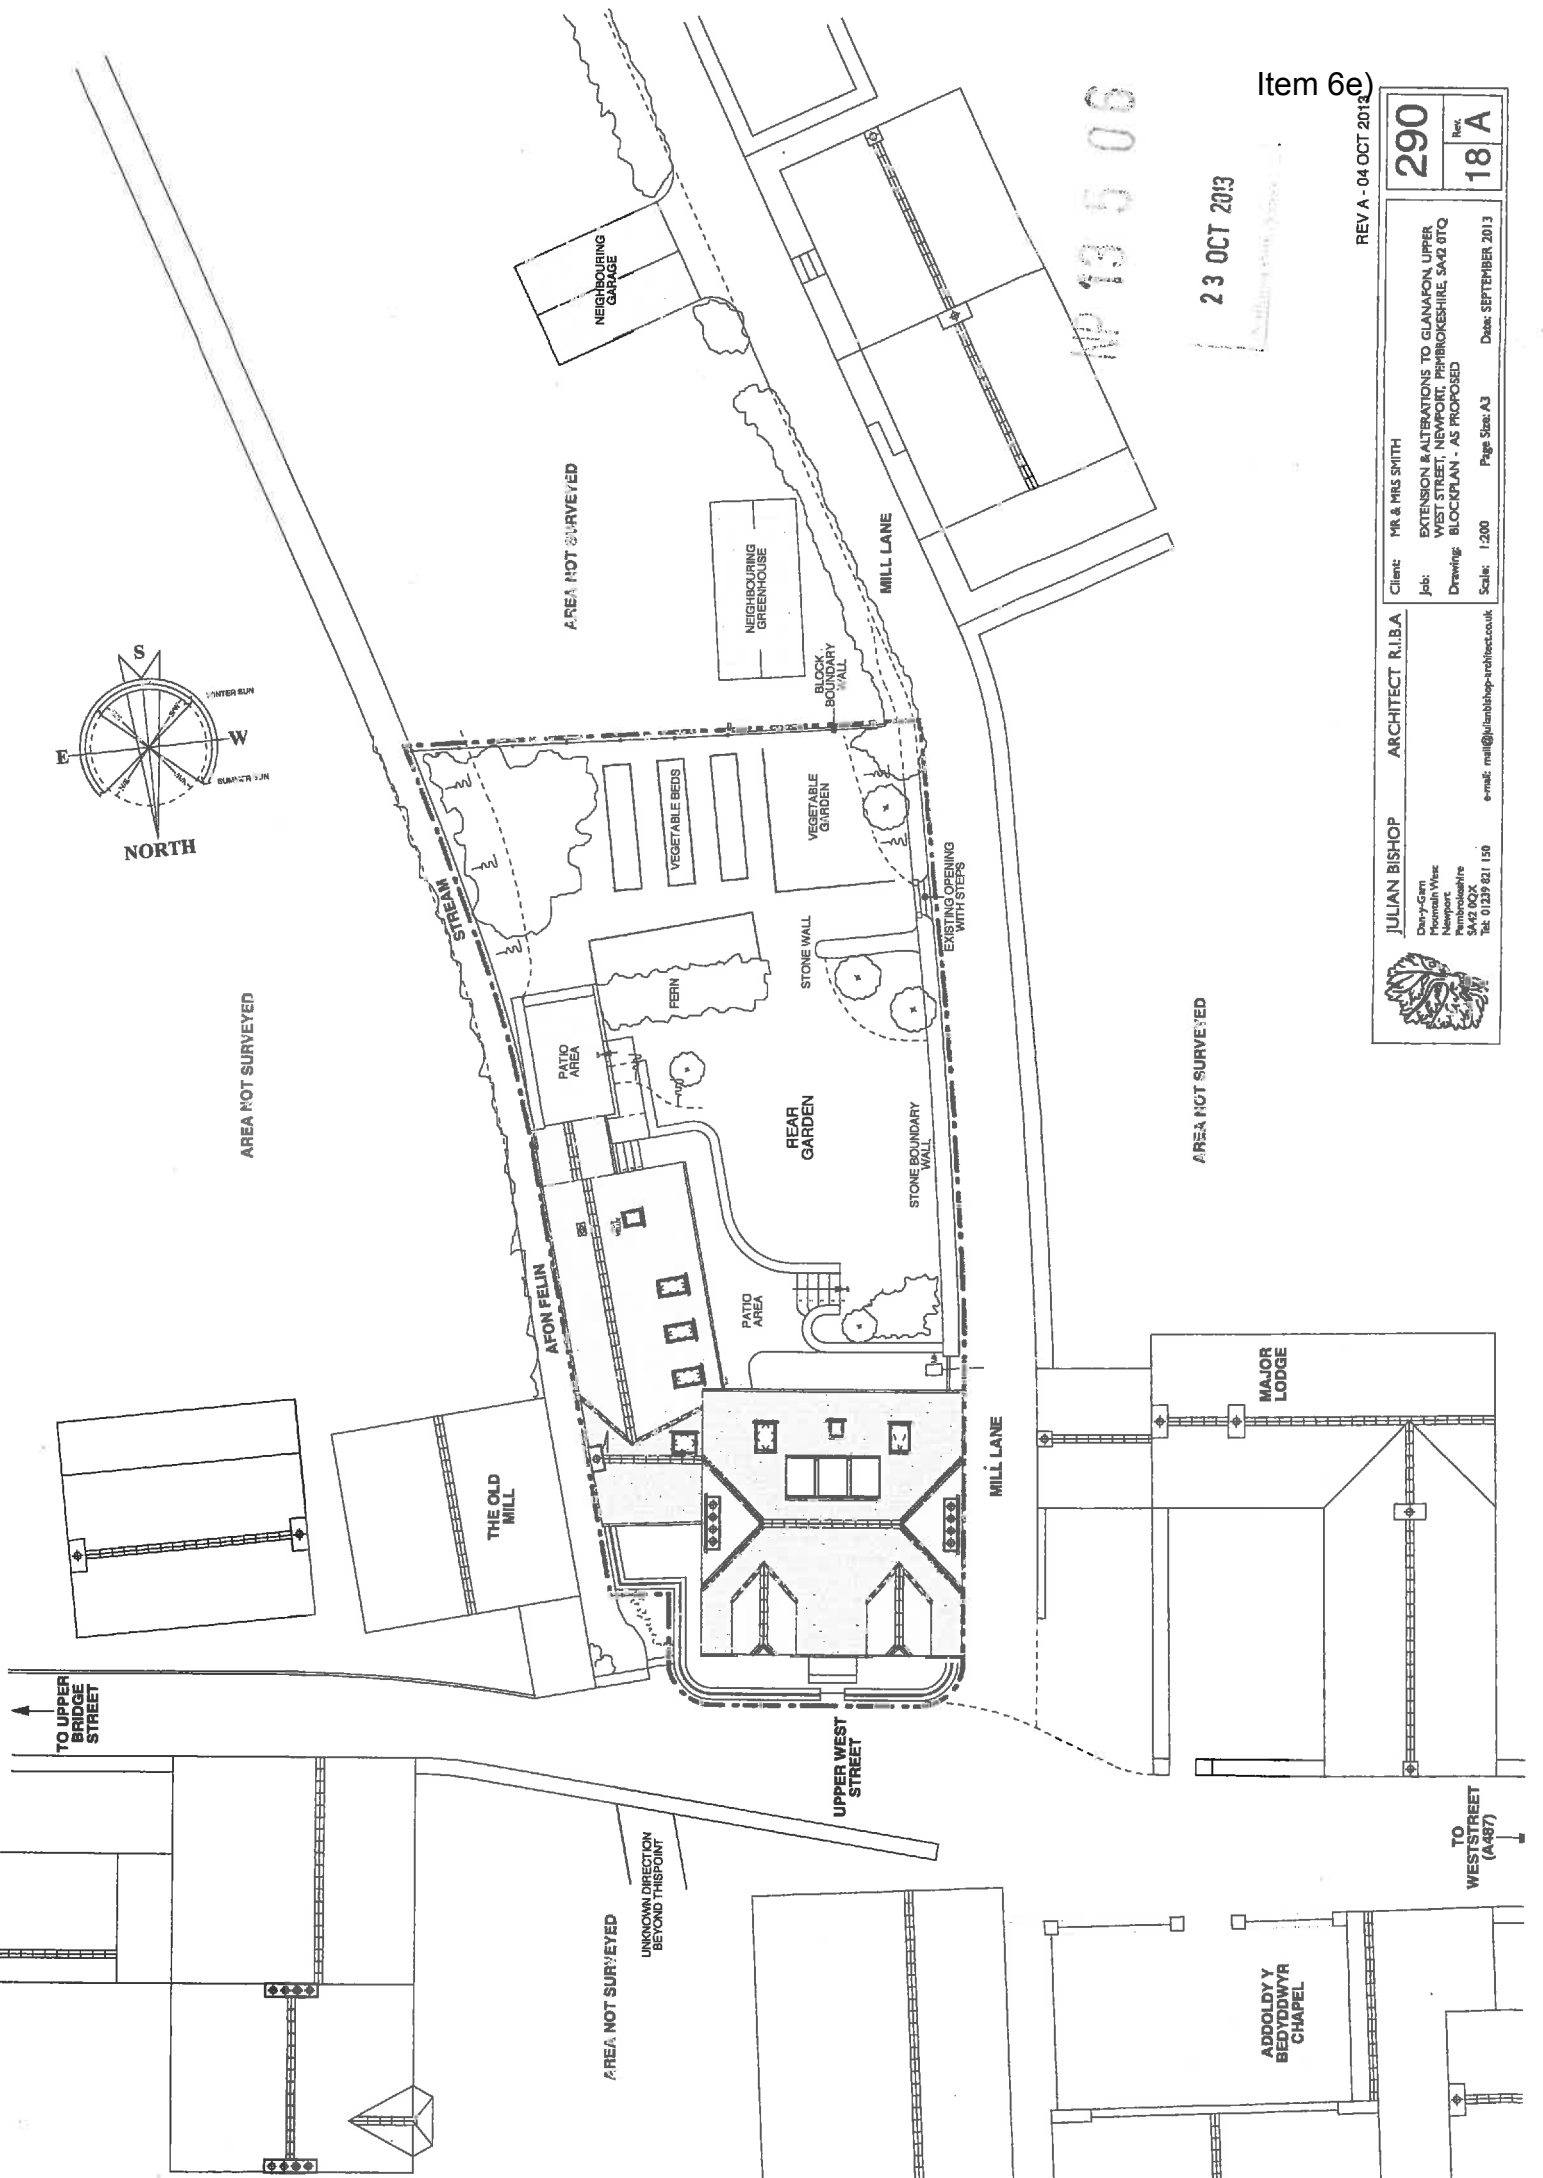 Item 6e)
REV A - 04 OCT 2013
290
18
Rev.
A
Client: MR & MRS SMITH
Job: EXTENSION & ALTERATIONS TO GLANAFON, UPPER
WEST STREET, NEWPORT, PEMBROKESHIRE, SA42 0TQ
Drawing: BLOCKPLAN - AS PROPOSED
Scale: 1:200 Page Size: A3 Date: SEPTEMBER 2013
JULIAN BISHOP ARCHITECT R.I.B.A
Dan-y-Garn
Mountain West
Newport
Pembrokeshire
SA42 0QX
Tel: 01239 821 150 e-mail: mail@julianbishop-architect.co.uk
23 OCT 2013
NP 13 506
NEIGHBOURING
GARAGE
AREA NOT SURVEYED
NEIGHBOURING
GREENHOUSE
MILL LANE
BLOCK
BOUNDARY
WALL
S
E
W
WINTER SUN
SUMMER SUN
NORTH
STREAM
VEGETABLE BEDS
VEGETABLE
GARDEN
EXISTING OPENING
WITH STEPS
STONE WALL
FERN
PATIO
AREA
AREA NOT SURVEYED
REAR
GARDEN
STONE BOUNDARY
WALL
AREA NOT SURVEYED
AFON FELIN
PATIO
AREA
MAJOR
LODGE
MILL LANE
THE OLD
MILL
TO UPPER
BRIDGE
STREET
UPPER WEST
STREET
UNKNOWN DIRECTION
BEYOND THISPOINT
AREA NOT SURVEYED
TO
WESTSTREET
(A487)
ADDOLDY Y
BEDYDDWYR
CHAPEL